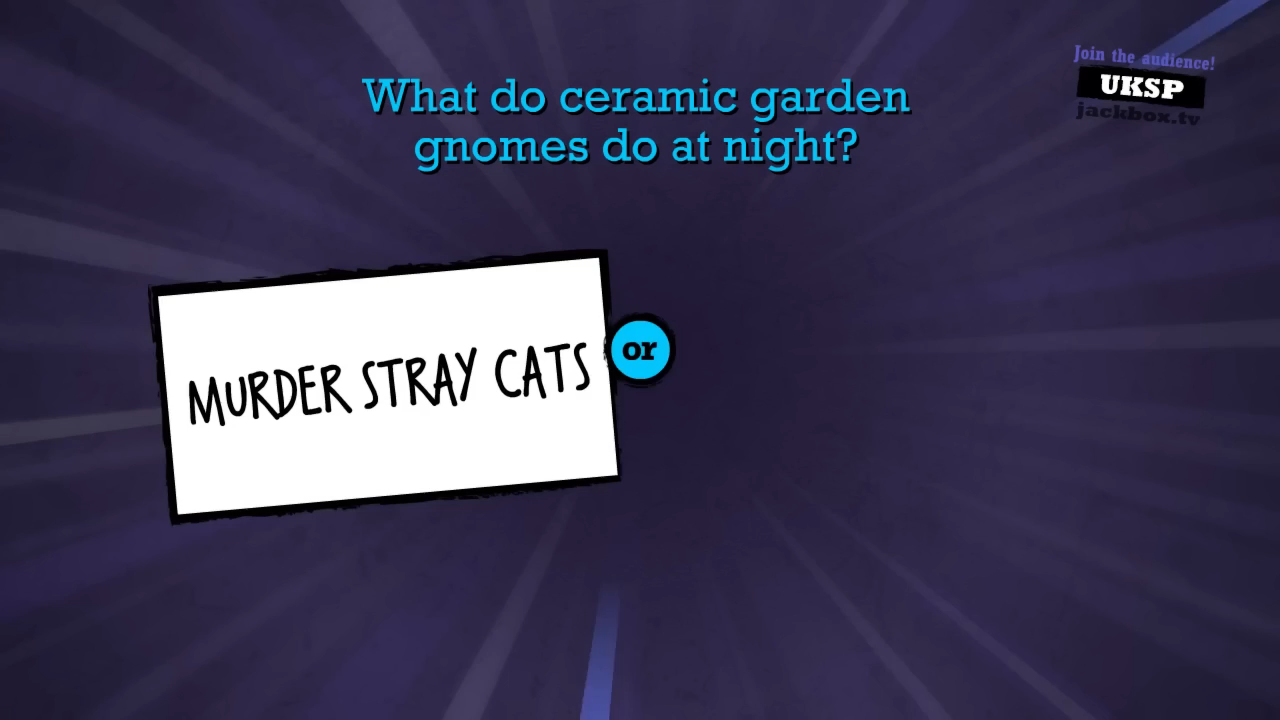 What do ceramic garden
gnomes do at night?
Join the audience!
UKSP
jackbox.tv
MURDER STRAY CATS
or